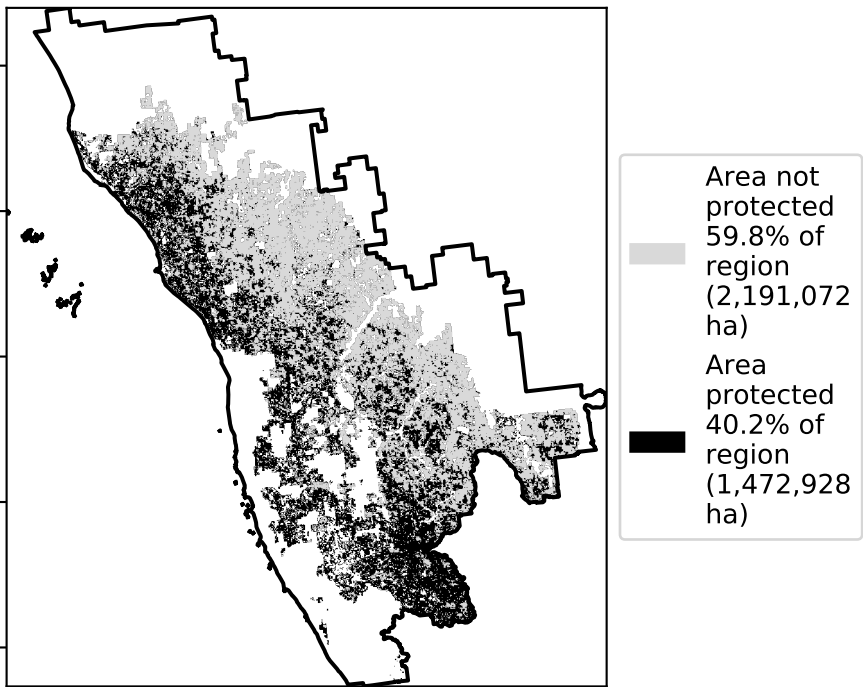 Area not
protected
59.8% of
region
(2,191,072
ha)
Area
protected
40.2% of
region
(1,472,928
ha)